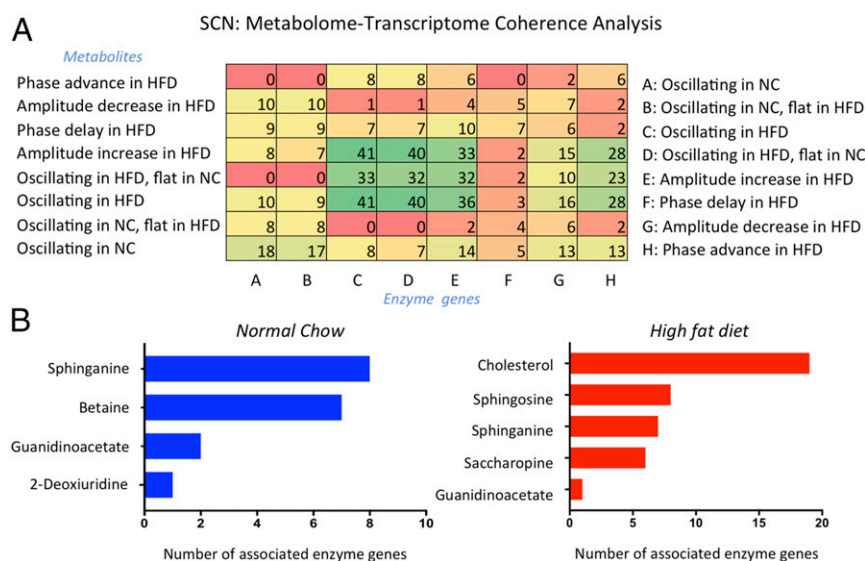 SCN: Metabolome-Transcriptome Coherence Analysis
A
Metabolites
Phase advance in HFD 0 0 8 8 6 0 2 6
Amplitude decrease in HFD 10 10 1 1 4 5 7 2
Phase delay in HFD 9 9 7 7 10 7 6 2
Amplitude increase in HFD 8 7 41 40 33 2 15 28
Oscillating in HFD, flat in NC 0 0 33 32 32 2 10 23
Oscillating in HFD 10 9 41 40 36 3 16 28
Oscillating in NC, flat in HFD 8 8 0 0 2 4 6 2
Oscillating in NC 18 17 8 7 14 5 13 13
A B C D E F G H
Enzyme genes
A: Oscillating in NC
B: Oscillating in NC, flat in HFD
C: Oscillating in HFD
D: Oscillating in HFD, flat in NC
E: Amplitude increase in HFD
F: Phase delay in HFD
G: Amplitude decrease in HFD
H: Phase advance in HFD
B
Normal Chow
Sphinganine
Betaine
Guanidinoacetate
2-Deoxiuridine
0 2 4 6 8 10
Number of associated enzyme genes
High fat diet
Cholesterol
Sphingosine
Sphinganine
Saccharopine
Guanidinoacetate
0 5 10 15 20
Number of associated enzyme genes